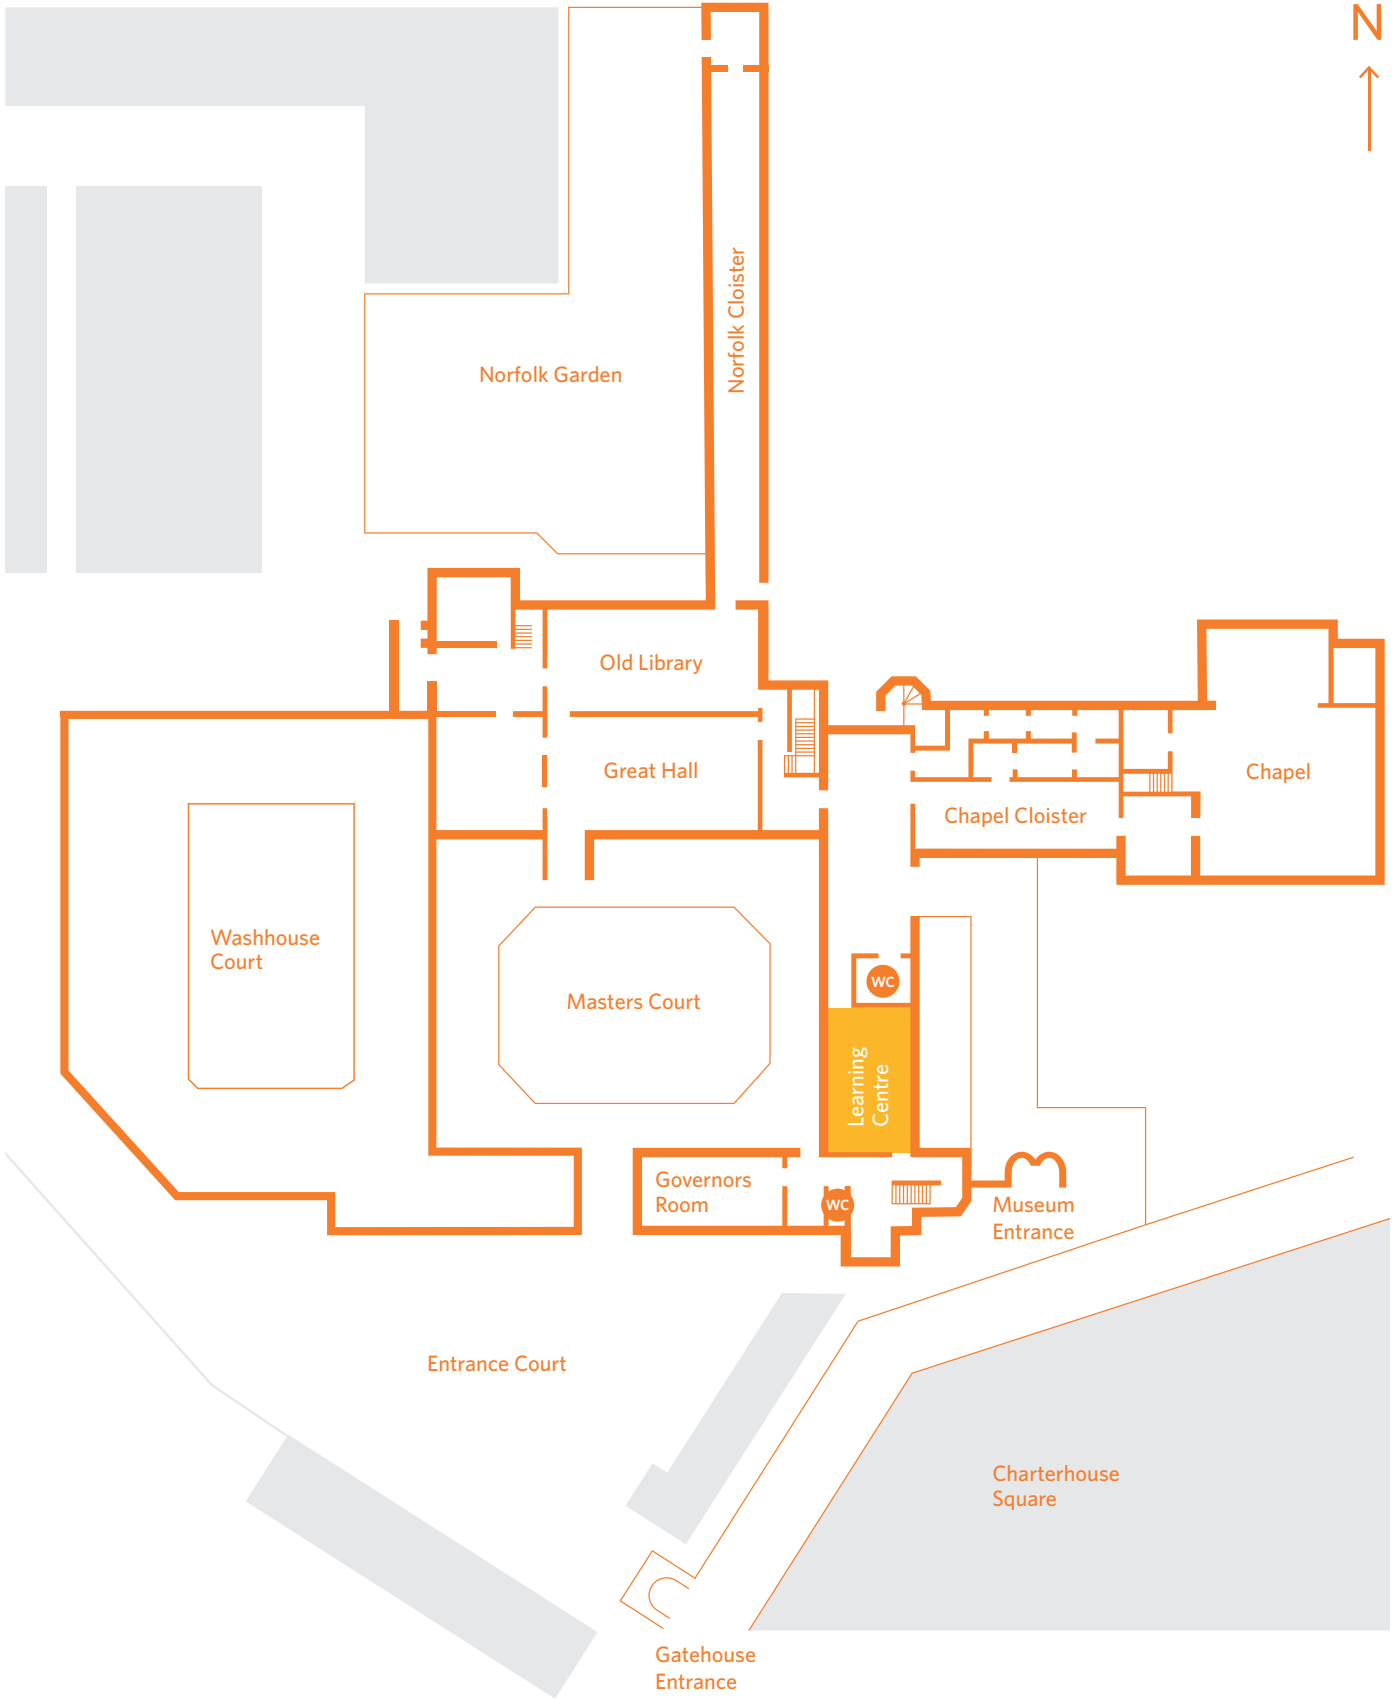 N
Norfolk Cloister
Norfolk Garden
Old Library
Great Hall
Chapel
Chapel Cloister
Washhouse
Court
WC
Masters Court
Learning
Centre
Governors
Room
WC
Museum
Entrance
Entrance Court
Charterhouse
Square
Gatehouse
Entrance